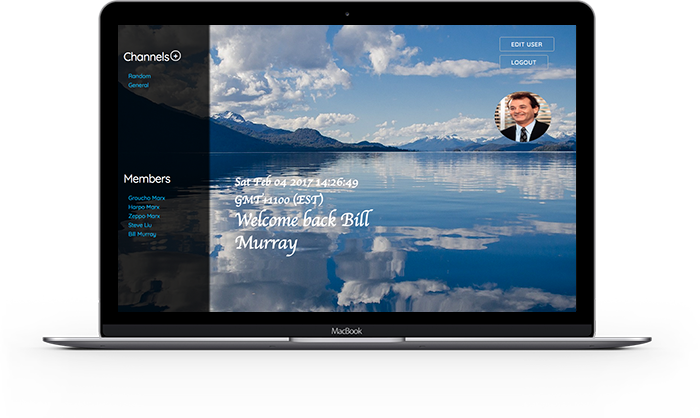 Channels
Random
General
EDIT USER
LOGOUT
Members
Groucho Marx
Harpo Marx
Zeppo Marx
Steve Liu
Bill Murray
Sat Feb 04 2017 14:26:49
GMT+1100 (EST)
Welcome back Bill
Murray
MacBook